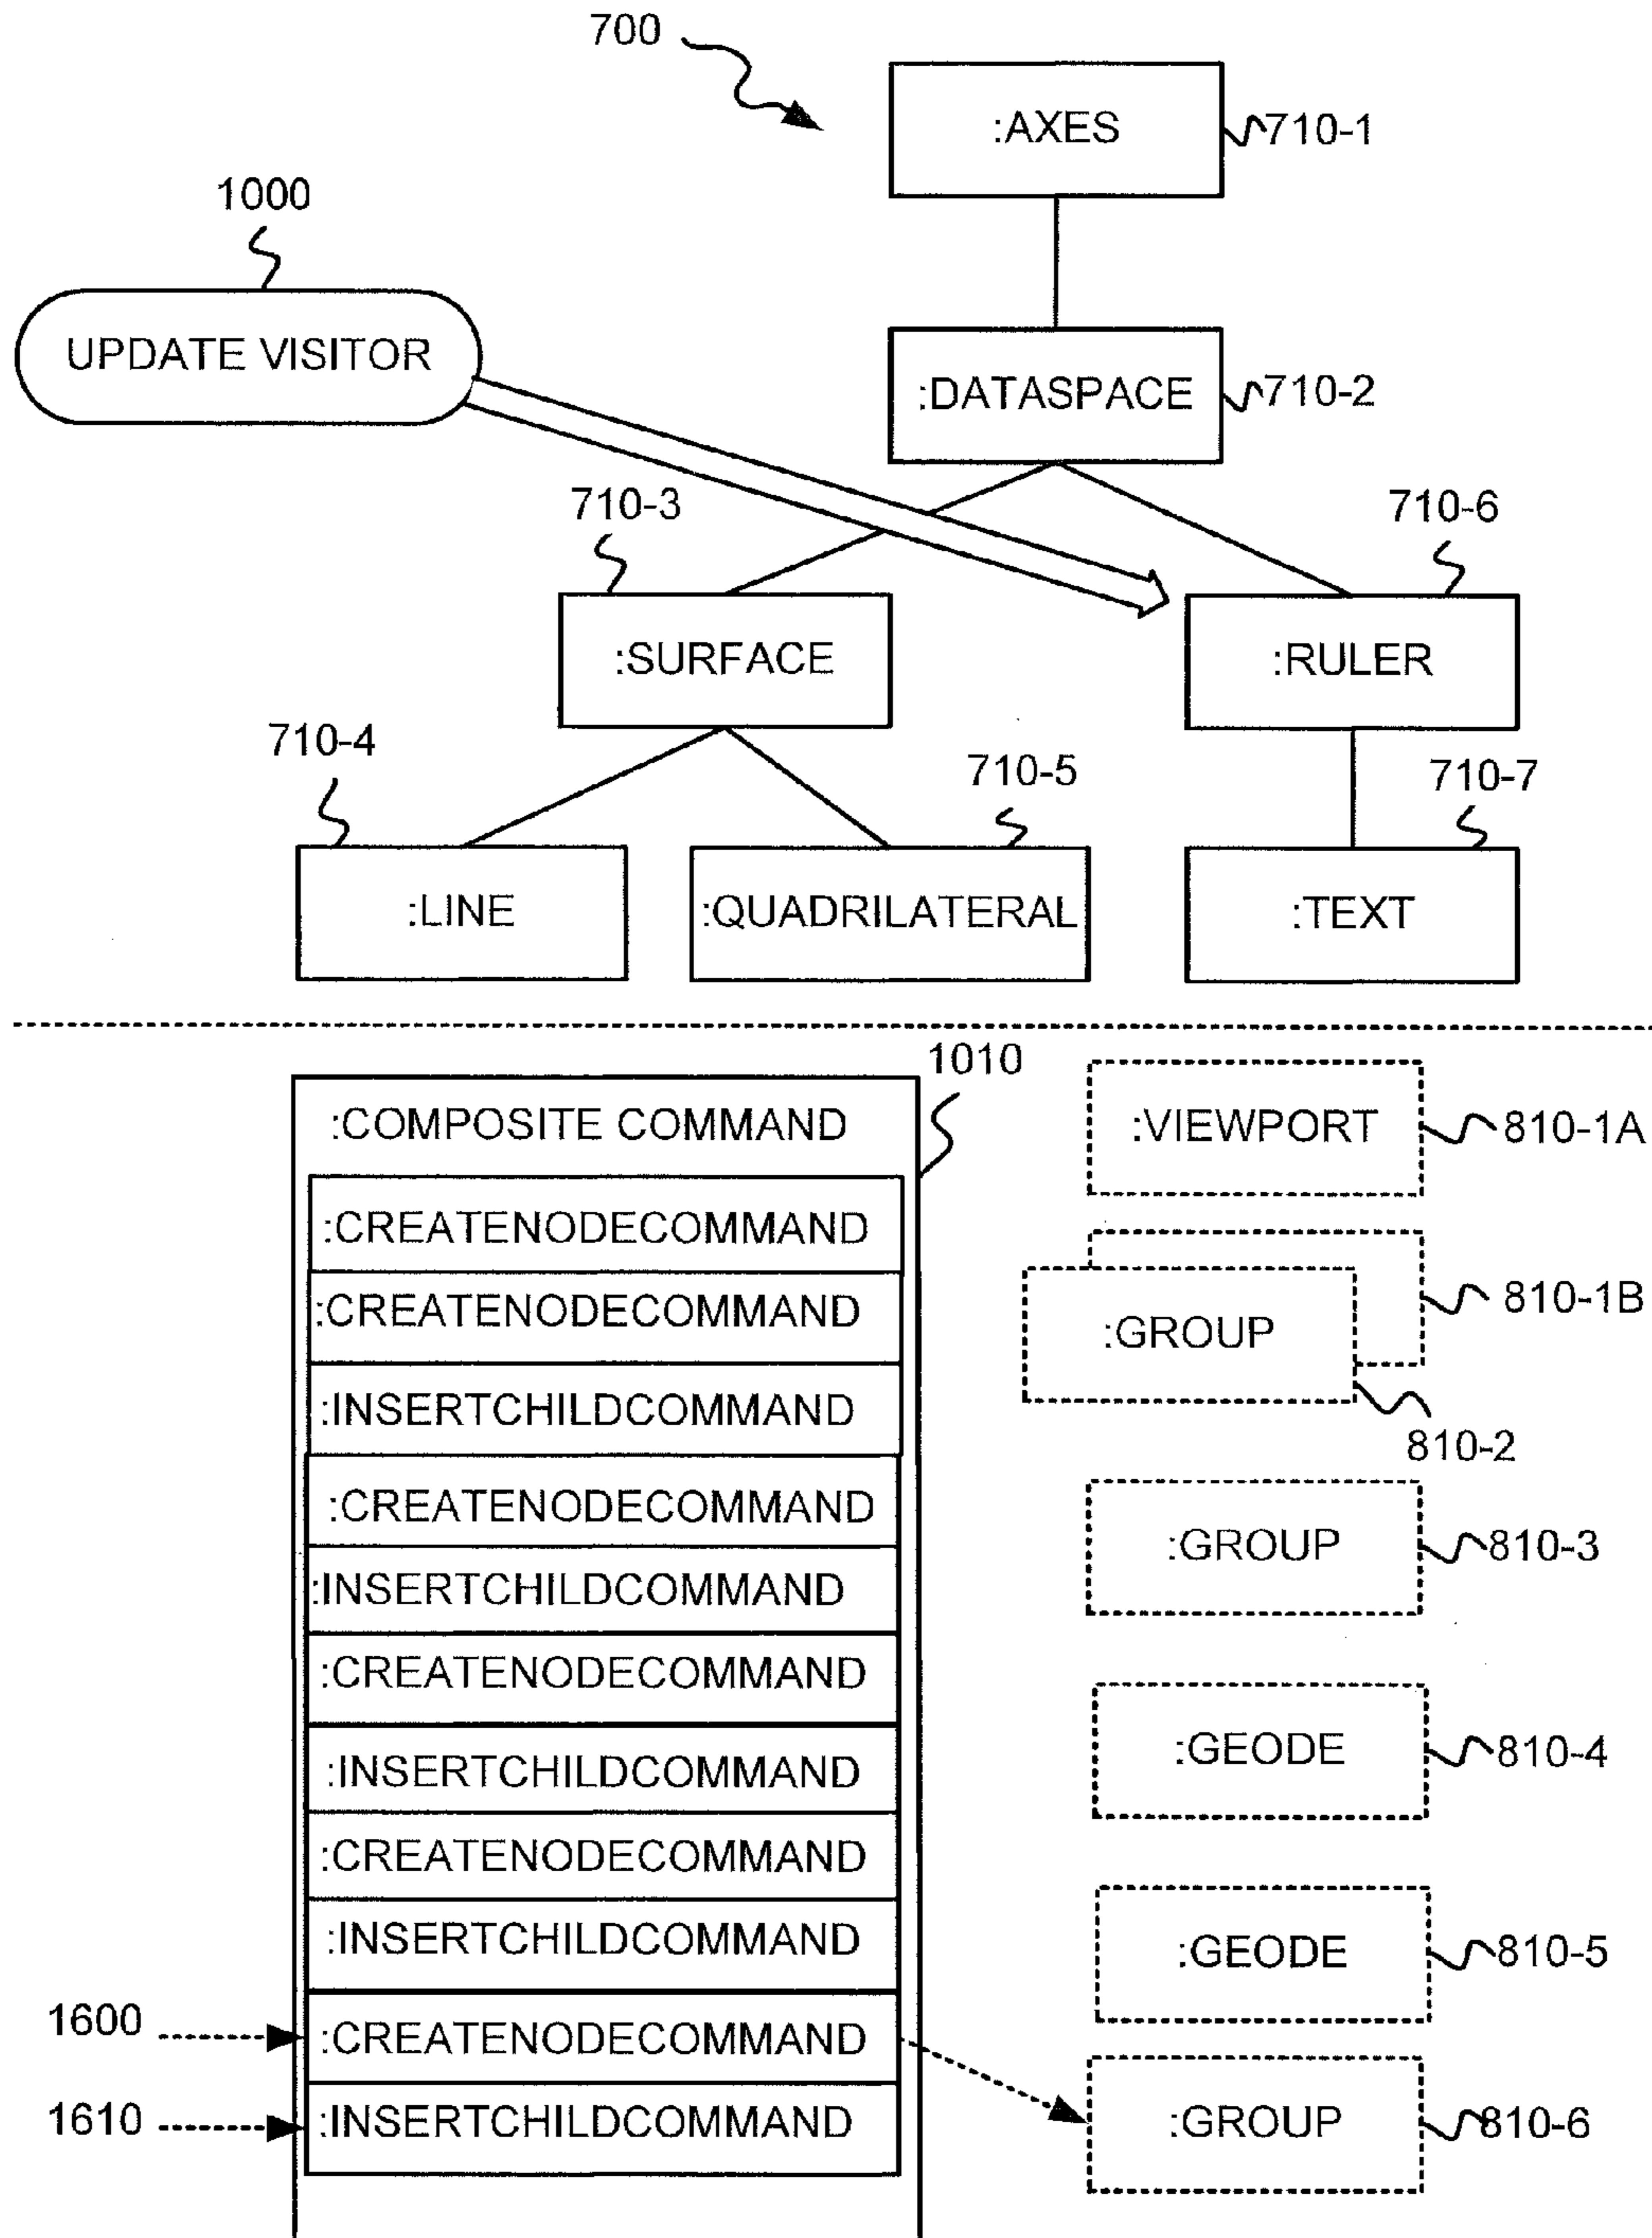 700
:AXES
710-1
1000
UPDATE VISITOR
:DATASPACE
710-2
710-3
710-6
:SURFACE
:RULER
710-4
710-5
710-7
:LINE
:QUADRILATERAL
:TEXT
1010
:COMPOSITE COMMAND
:VIEWPORT
810-1A
:CREATENODECOMMAND
:CREATENODECOMMAND
810-1B
:GROUP
:INSERTCHILDCOMMAND
810-2
:CREATENODECOMMAND
:GROUP
810-3
:INSERTCHILDCOMMAND
:CREATENODECOMMAND
:GEODE
810-4
:INSERTCHILDCOMMAND
:CREATENODECOMMAND
:INSERTCHILDCOMMAND
:GEODE
810-5
1600
:CREATENODECOMMAND
1610
:INSERTCHILDCOMMAND
:GROUP
810-6